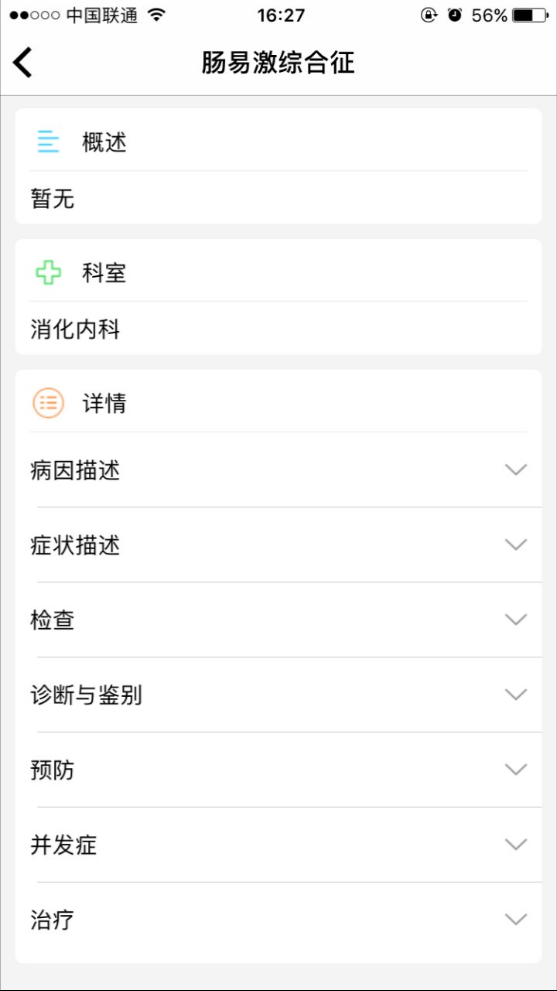 中国联通 16:27 56%
肠易激综合征
概述
暂无
科室
消化内科
详情
病因描述
症状描述
检查
诊断与鉴别
预防
并发症
治疗